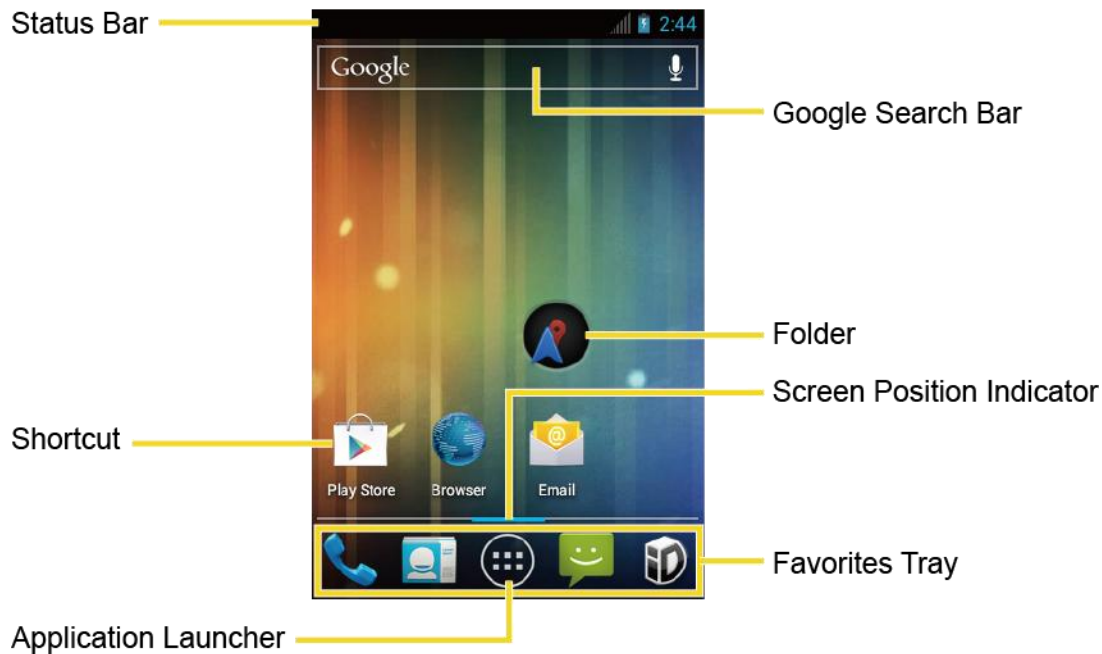 Status Bar
2:44
Google
Google Search Bar
Folder
Screen Position Indicator
Shortcut
Play Store
Browser
Email
Favorites Tray
iD
Application Launcher